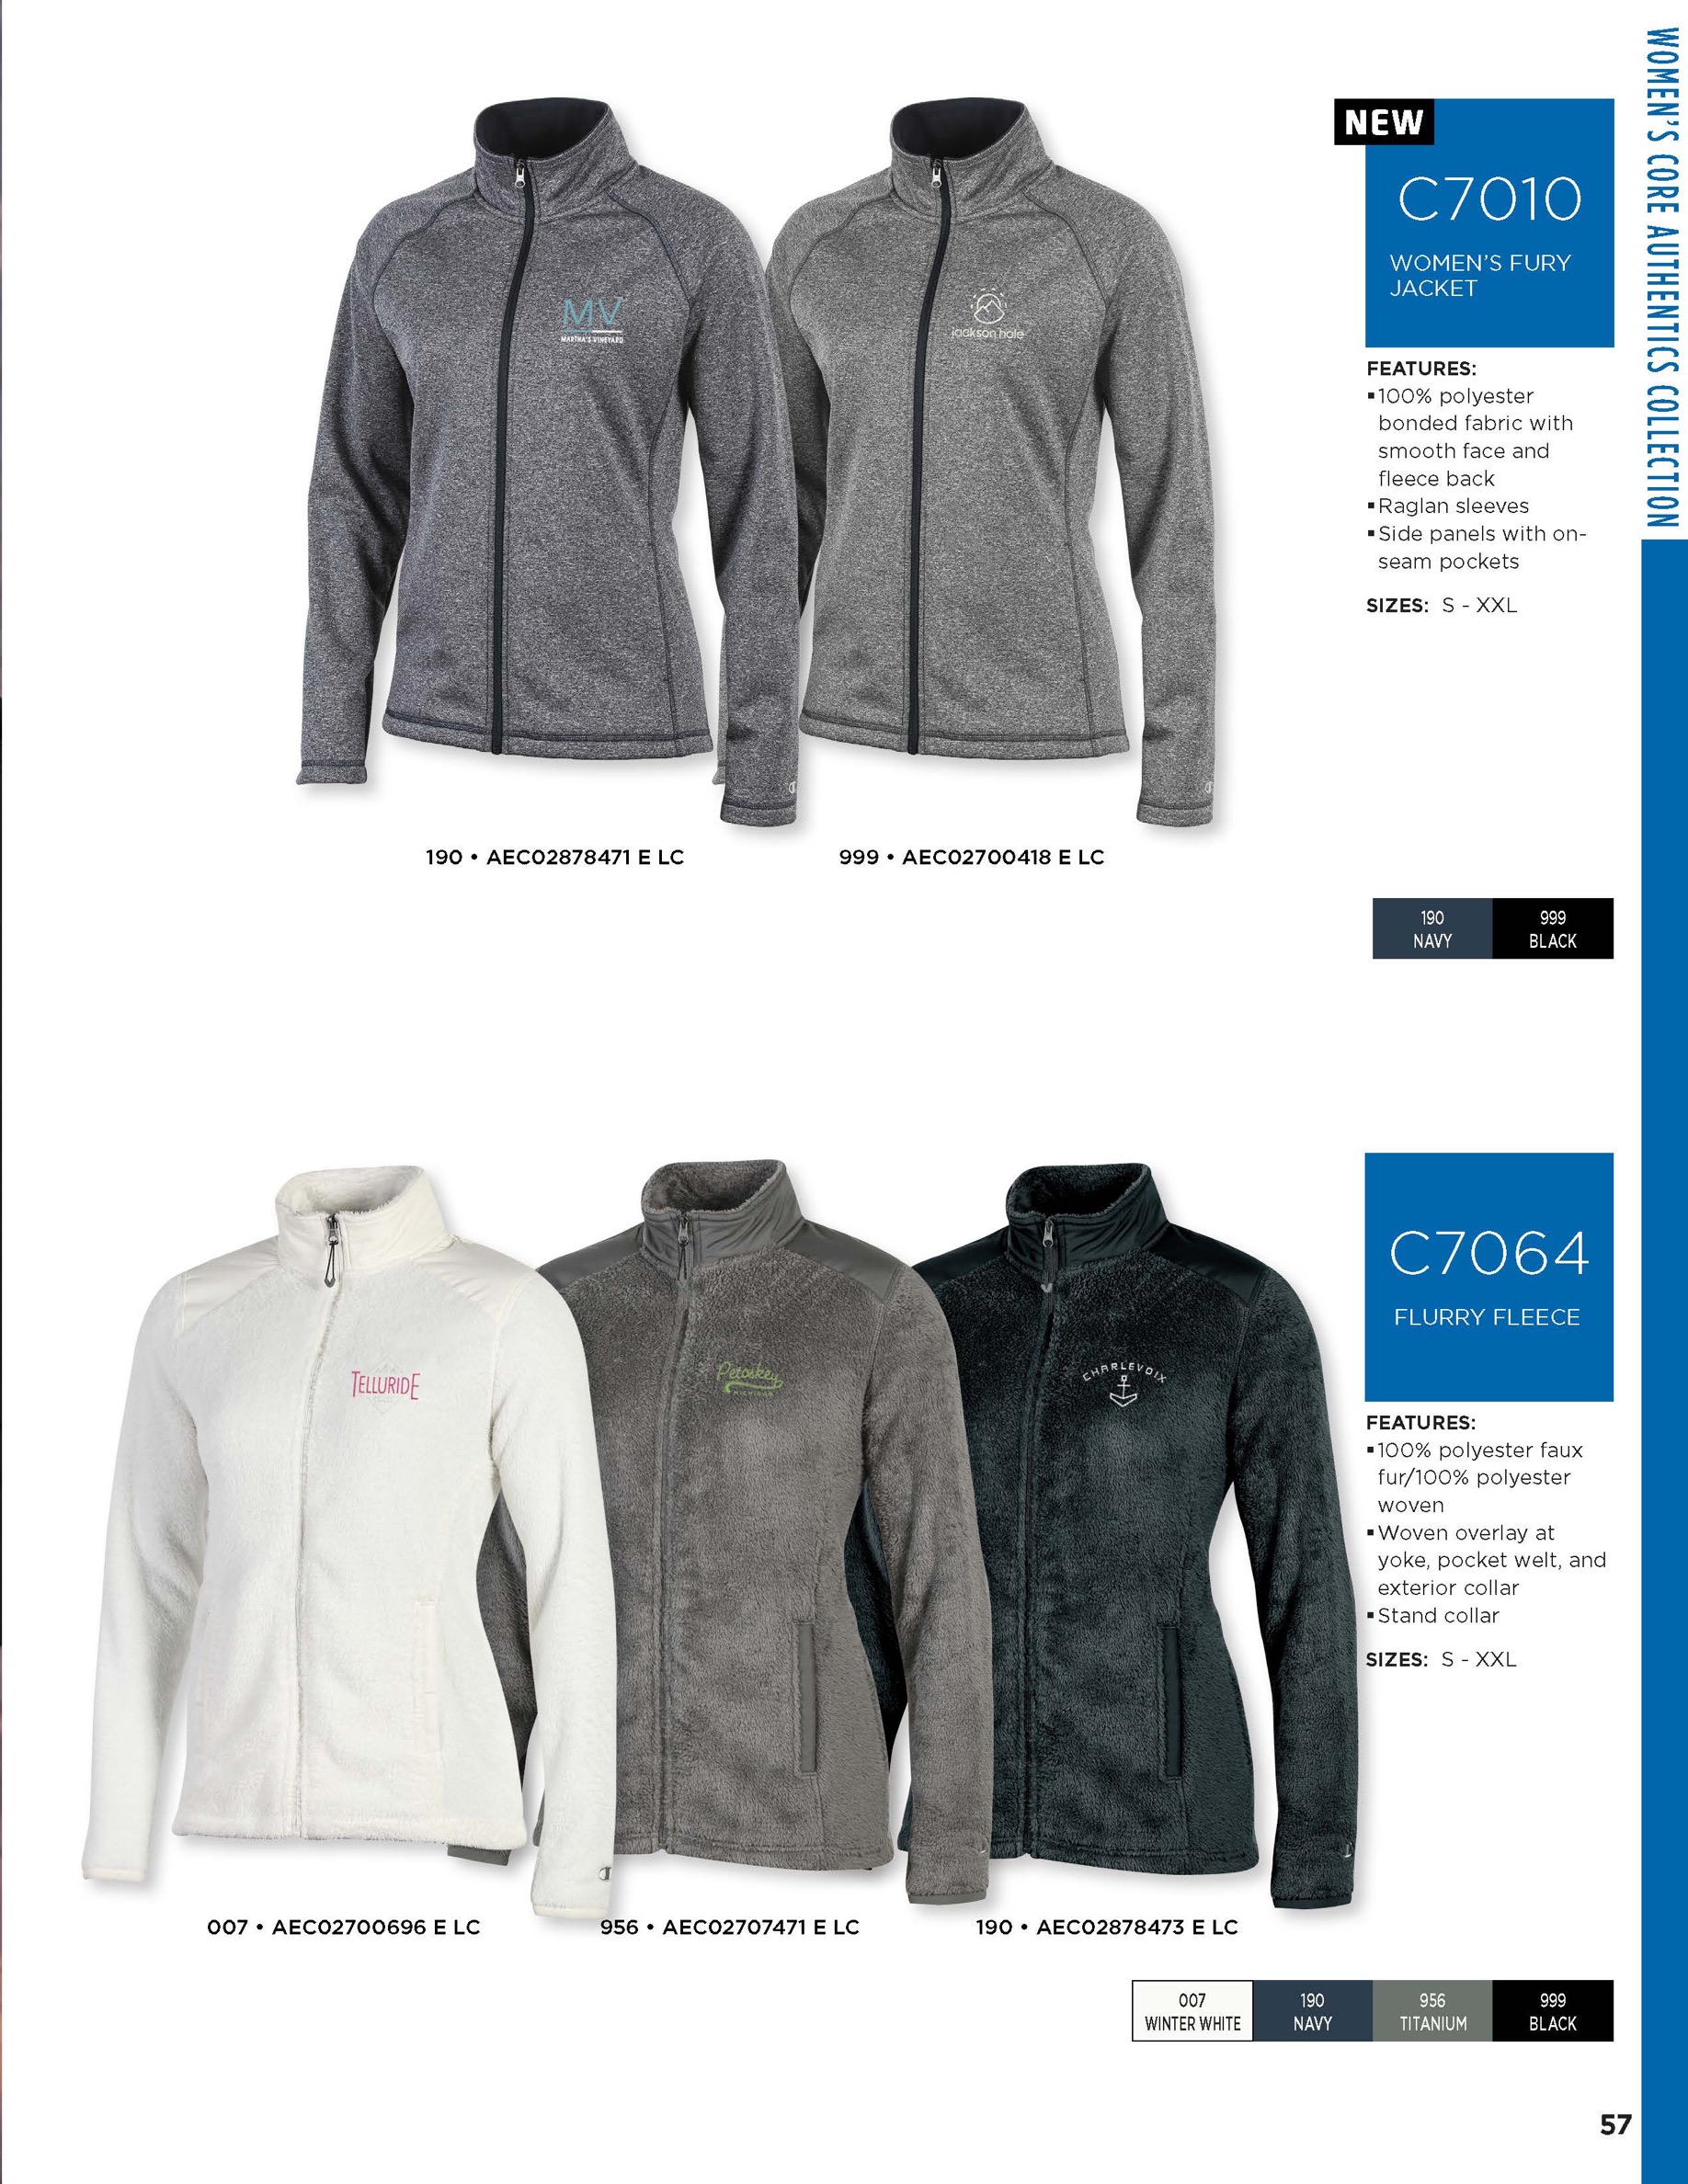 WOMEN'S CORE AUTHENTICS COLLECTION
NEW
C7010
WOMEN'S FURY
JACKET
FEATURES:
▪100% polyester
bonded fabric with
smooth face and
fleece back
▪Raglan sleeves
▪Side panels with on-
seam pockets
SIZES: S - XXL
MV
MARTHA'S VINEYARD
jackson hole
190 • AEC02878471 E LC
999 • AEC02700418 E LC
190
NAVY
999
BLACK
C7064
FLURRY FLEECE
FEATURES:
▪100% polyester faux
fur/100% polyester
woven
▪Woven overlay at
yoke, pocket welt, and
exterior collar
▪Stand collar
SIZES: S - XXL
TELLURIDE
Petoskey
MICHIGAN
CHARLEVOIX
007 • AEC02700696 E LC
956 • AEC02707471 E LC
190 • AEC02878473 E LC
007
WINTER WHITE
190
NAVY
956
TITANIUM
999
BLACK
57